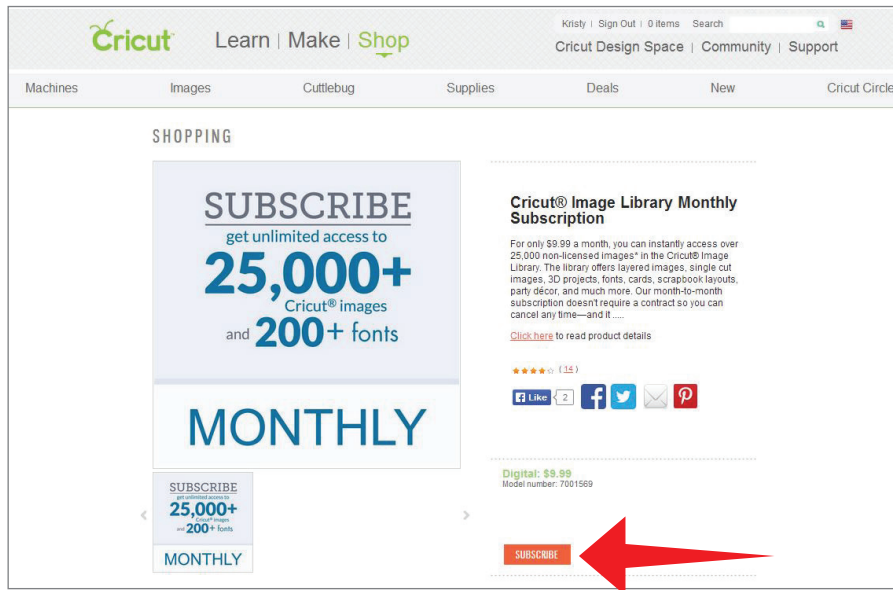 Kristy | Sign Out | 0 items Search
Cricut Learn | Make | Shop
Cricut Design Space | Community | Support
Machines Images Cuttlebug Supplies Deals New Cricut Circle
SHOPPING
SUBSCRIBE
get unlimited access to
25,000+
Cricut® images
and 200+ fonts
MONTHLY
Cricut® Image Library Monthly
Subscription
For only $9.99 a month, you can instantly access over
25,000 non-licensed images* in the Cricut® Image
Library. The library offers layered images, single cut
images, 3D projects, fonts, cards, scrapbook layouts,
party décor, and much more. Our month-to-month
subscription doesn't require a contract so you can
cancel any time—and it .....
Click here to read product details
( 14 )
Like 2
Digital: $9.99
Model number: 7001569
SUBSCRIBE
SUBSCRIBE
get unlimited access to
25,000+
Cricut® images
and 200+ fonts
MONTHLY